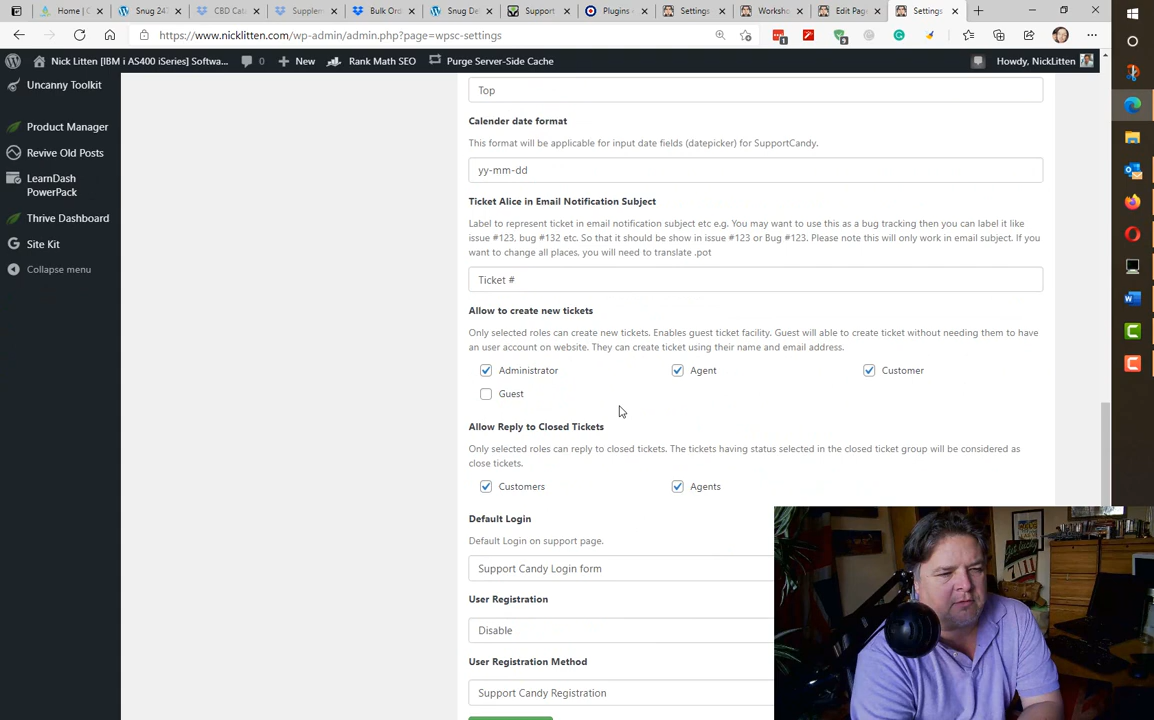 Home | C
Snug 24
CBD Cal
Supplem
Bulk Ord
Snug Da
Support
Plugins
Settings
Worksho
Edit Pag
Settings
https://www.nicklitten.com/wp-admin/admin.php?page=wpsc-settings
Nick Litten [IBM i AS400 iSeries] Softwa...
0
New
Rank Math SEO
Purge Server-Side Cache
Howdy, NickLitten
Uncanny Toolkit
Product Manager
Revive Old Posts
LearnDash
PowerPack
Thrive Dashboard
Site Kit
Collapse menu
Top
Calender date format
This format will be applicable for input date fields (datepicker) for SupportCandy.
yy-mm-dd
Ticket Alice in Email Notification Subject
Label to represent ticket in email notification subject etc e.g. You may want to use this as a bug tracking then you can label it like
issue #123, bug #132 etc. So that it should be show in issue #123 or Bug #123. Please note this will only work in email subject. If you
want to change all places, you will need to translate .pot
Ticket #
Allow to create new tickets
Only selected roles can create new tickets. Enables guest ticket facility. Guest will able to create ticket without needing them to have
an user account on website. They can create ticket using their name and email address.
Administrator
Agent
Customer
Guest
Allow Reply to Closed Tickets
Only selected roles can reply to closed tickets. The tickets having status selected in the closed ticket group will be considered as
close tickets.
Customers
Agents
Default Login
Default Login on support page.
Support Candy Login form
User Registration
Disable
User Registration Method
Support Candy Registration